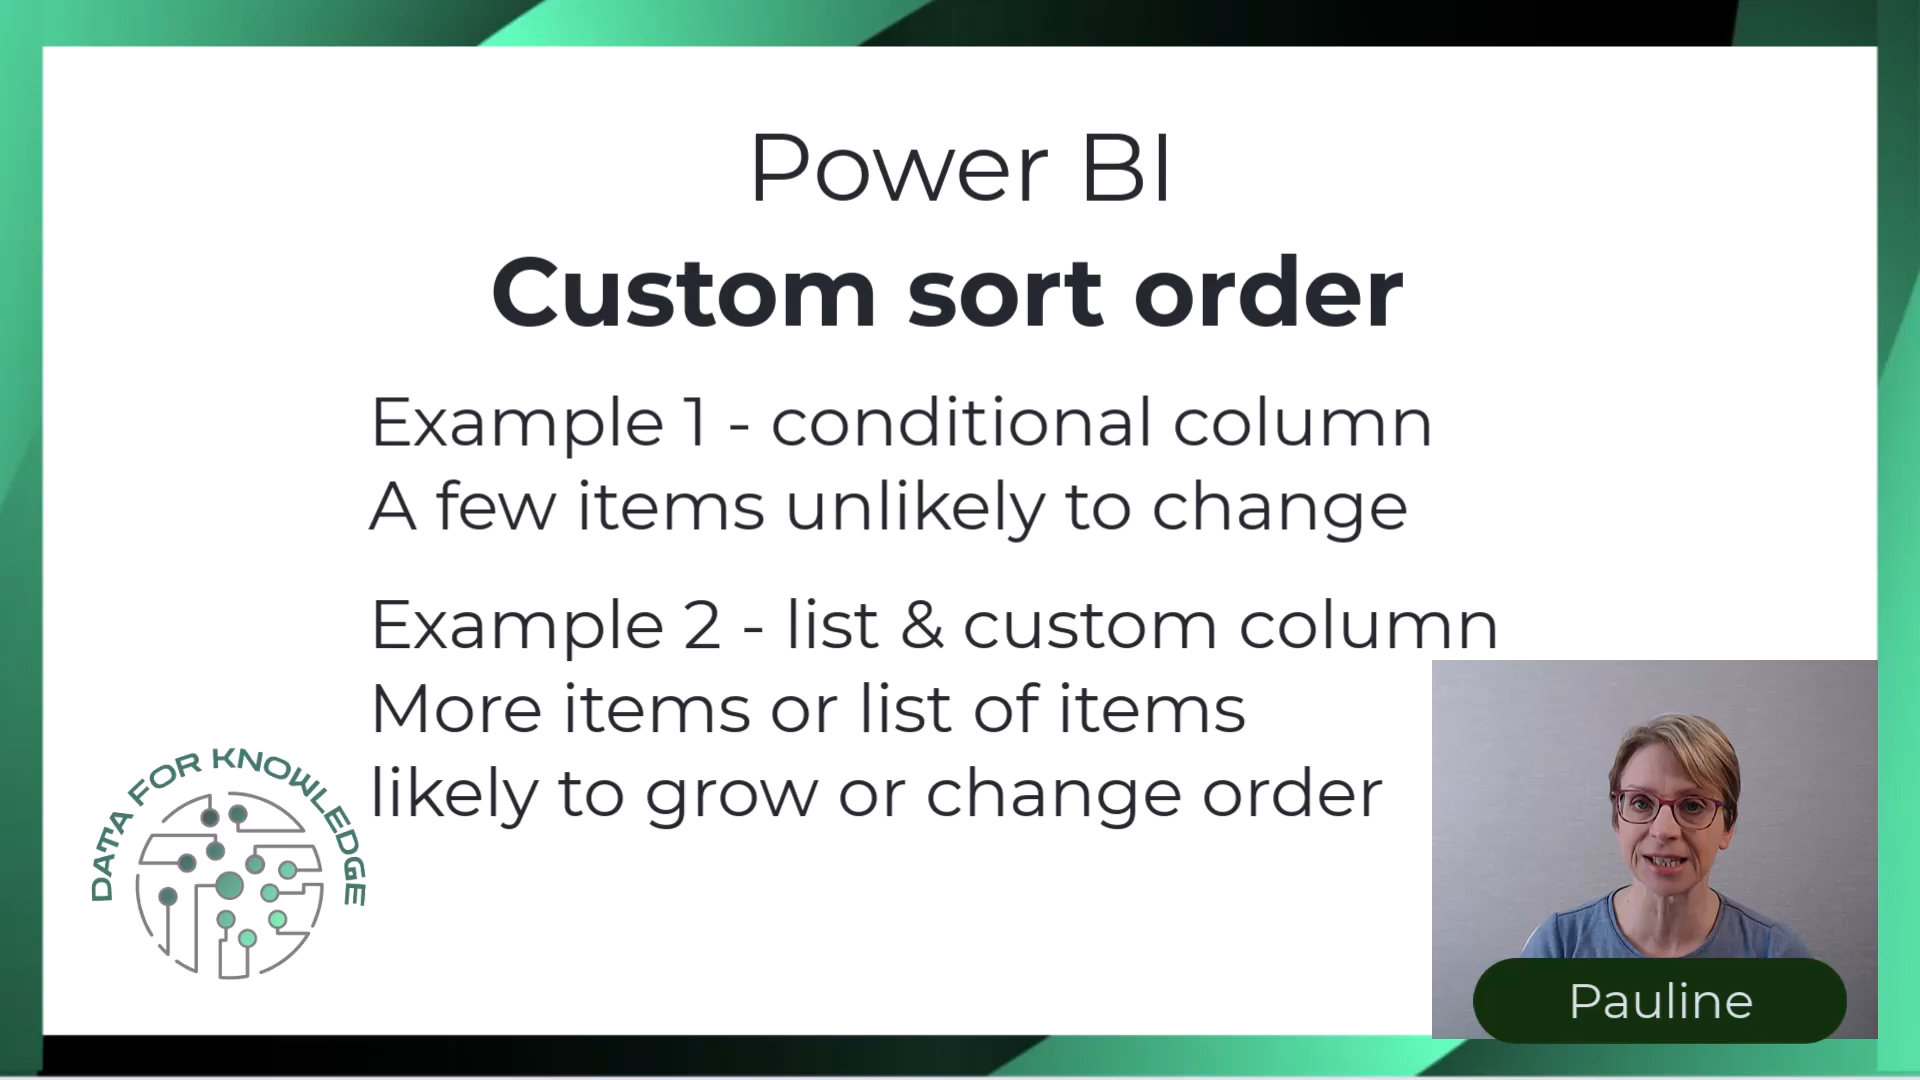 Power BI
Custom sort order
Example 1 - conditional column
A few items unlikely to change
Example 2 - list & custom column
More items or list of items
likely to grow or change order
DATA FOR KNOWLEDGE
Pauline